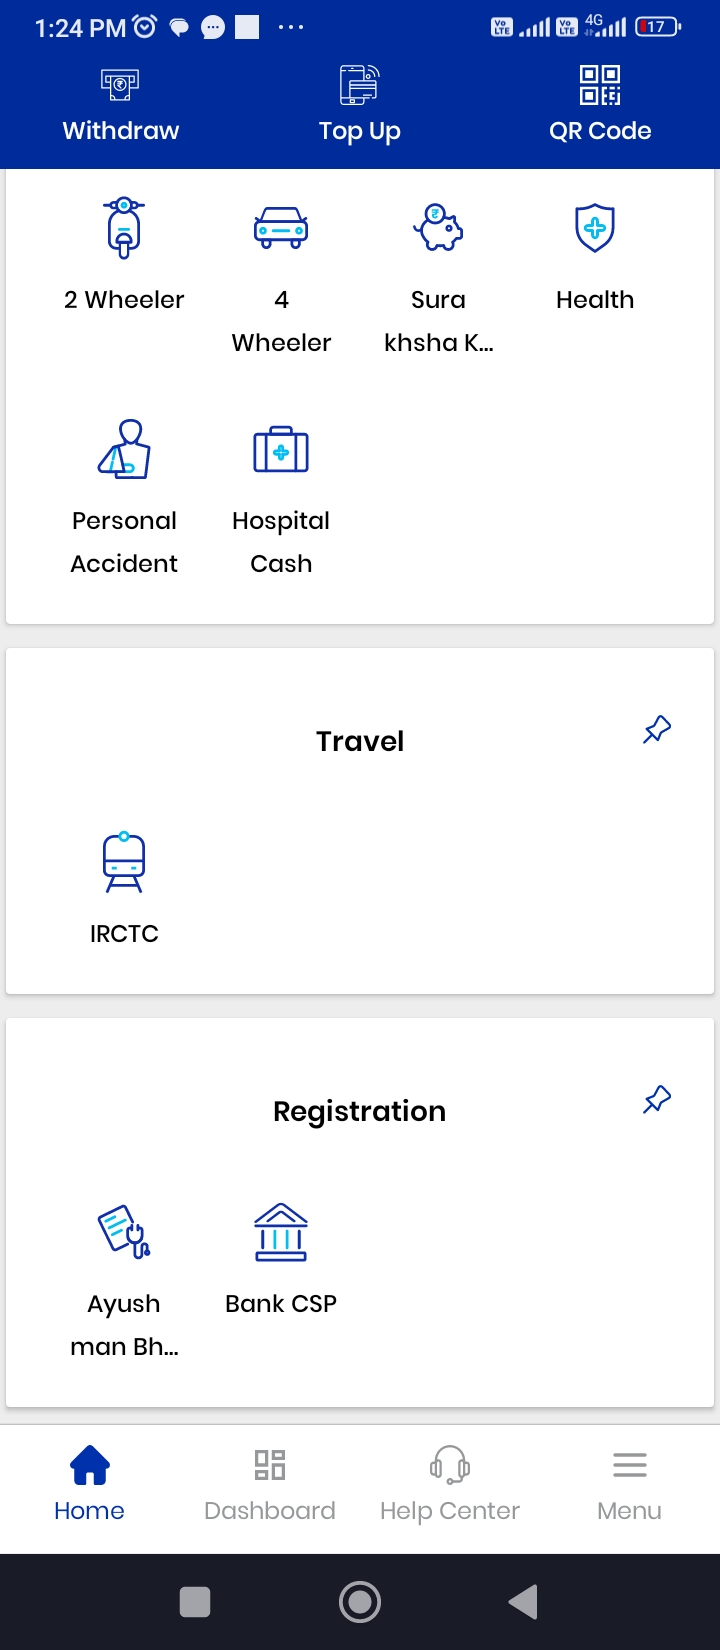 1:24 PM
Vo LTE
Vo LTE
4G
17
Withdraw
Top Up
QR Code
2 Wheeler
4
Wheeler
Sura
khsha K...
Health
Personal
Accident
Hospital
Cash
Travel
IRCTC
Registration
Ayush
man Bh...
Bank CSP
Home
Dashboard
Help Center
Menu